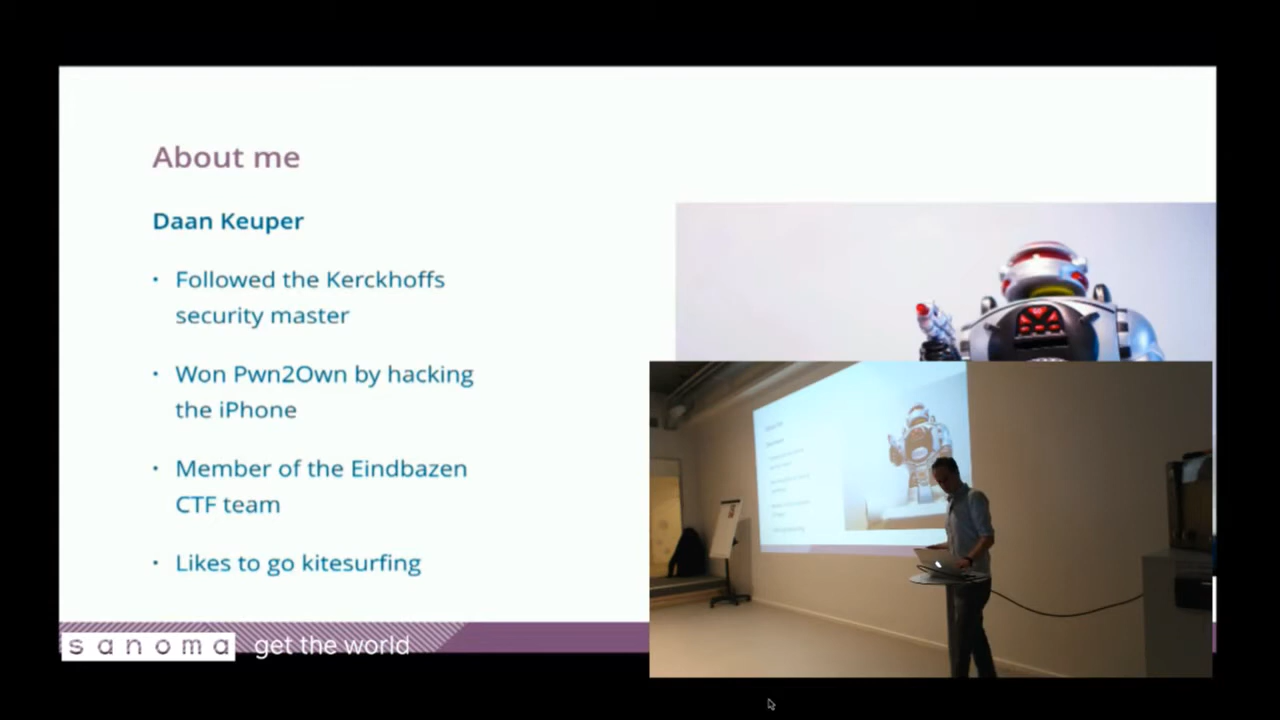 About me
Daan Keuper
• Followed the Kerckhoffs
security master
• Won Pwn2Own by hacking
the iPhone
• Member of the Eindbazen
CTF team
• Likes to go kitesurfing
sanoma get the world